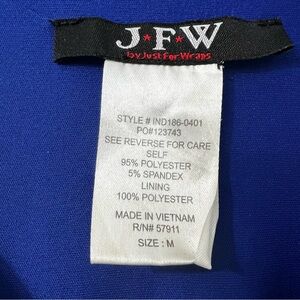 J★F★W
by Just For Wraps
STYLE # IND186-0401
PO#123743
SEE REVERSE FOR CARE
SELF
95% POLYESTER
5% SPANDEX
LINING
100% POLYESTER
MADE IN VIETNAM
R/N# 57911
SIZE : M